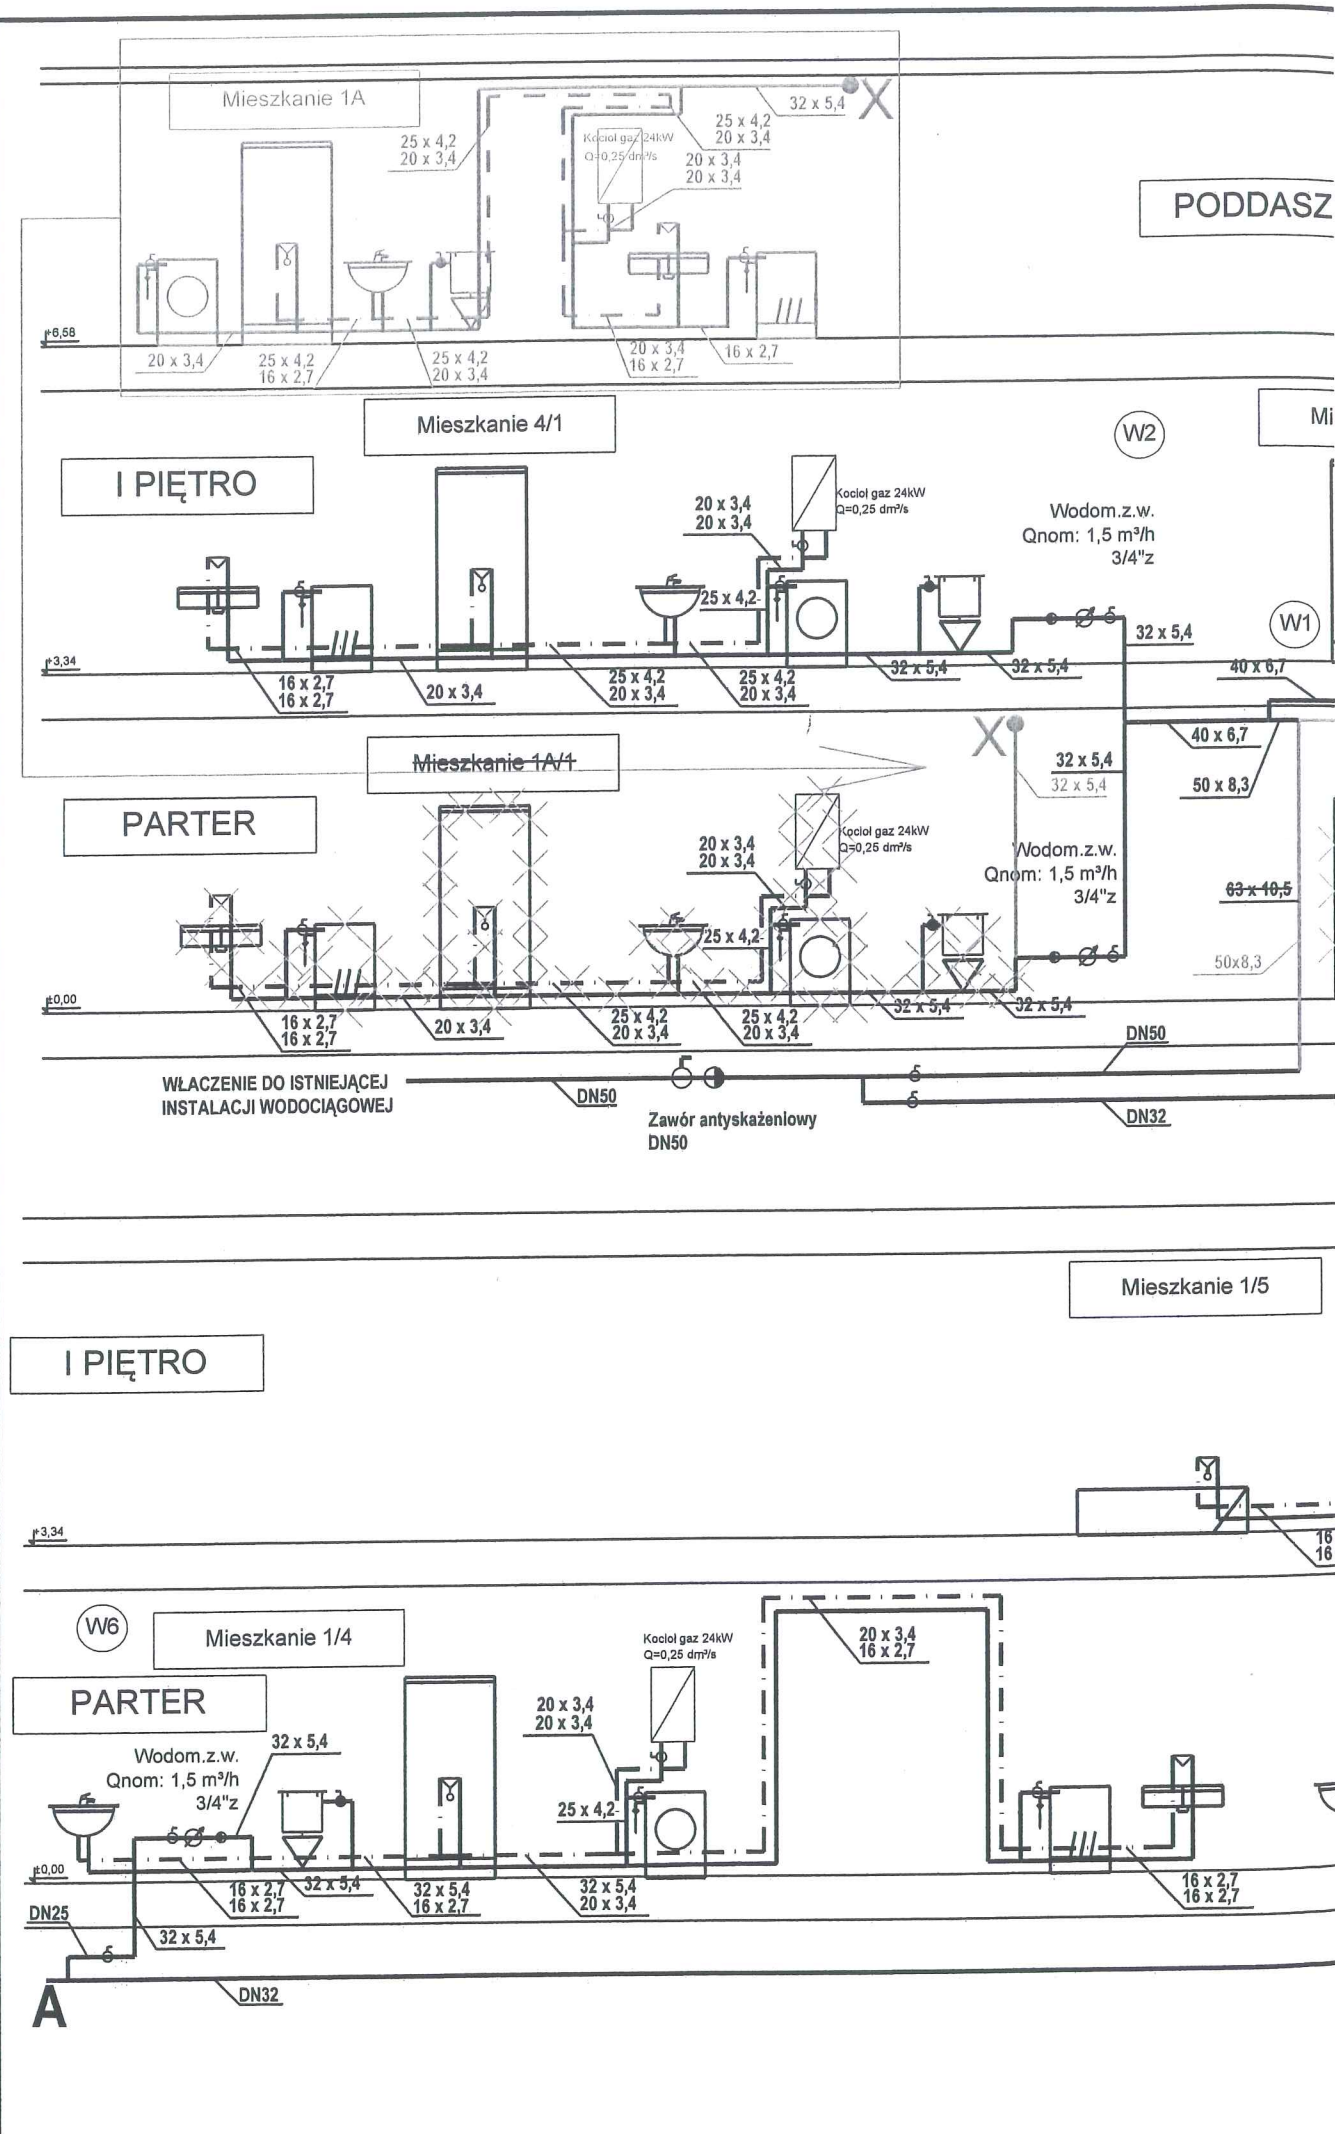 Mieszkanie 1A
32 x 5,4
X
25 x 4,2
20 x 3,4
25 x 4,2
20 x 3,4
Kocioł gaz 24kW
Q=0,25 dm³/s
20 x 3,4
20 x 3,4
PODDASZ
+6,58
20 x 3,4
25 x 4,2
16 x 2,7
25 x 4,2
20 x 3,4
20 x 3,4
16 x 2,7
16 x 2,7
Mieszkanie 4/1
W2
Mi
I PIĘTRO
20 x 3,4
20 x 3,4
Kocioł gaz 24kW
Q=0,25 dm³/s
Wodom.z.w.
Qnom: 1,5 m³/h
3/4"z
25 x 4,2
W1
32 x 5,4
+3,34
16 x 2,7
16 x 2,7
20 x 3,4
25 x 4,2
20 x 3,4
25 x 4,2
20 x 3,4
32 x 5,4
32 x 5,4
40 x 6,7
X
40 x 6,7
Mieszkanie 1A/1
32 x 5,4
32 x 5,4
50 x 8,3
PARTER
20 x 3,4
20 x 3,4
Kocioł gaz 24kW
Q=0,25 dm³/s
Wodom.z.w.
Qnom: 1,5 m³/h
3/4"z
63 x 10,5
25 x 4,2
50x8,3
±0,00
16 x 2,7
16 x 2,7
20 x 3,4
25 x 4,2
20 x 3,4
25 x 4,2
20 x 3,4
32 x 5,4
32 x 5,4
DN50
WŁACZENIE DO ISTNIEJĄCEJ
INSTALACJI WODOCIĄGOWEJ
DN50
Zawór antyskażeniowy
DN50
DN32
Mieszkanie 1/5
I PIĘTRO
+3,34
16
16
W6
Mieszkanie 1/4
Kocioł gaz 24kW
Q=0,25 dm³/s
20 x 3,4
16 x 2,7
PARTER
20 x 3,4
20 x 3,4
32 x 5,4
Wodom.z.w.
Qnom: 1,5 m³/h
3/4"z
25 x 4,2
±0,00
16 x 2,7
16 x 2,7
32 x 5,4
32 x 5,4
16 x 2,7
32 x 5,4
20 x 3,4
16 x 2,7
16 x 2,7
DN25
32 x 5,4
DN32
A